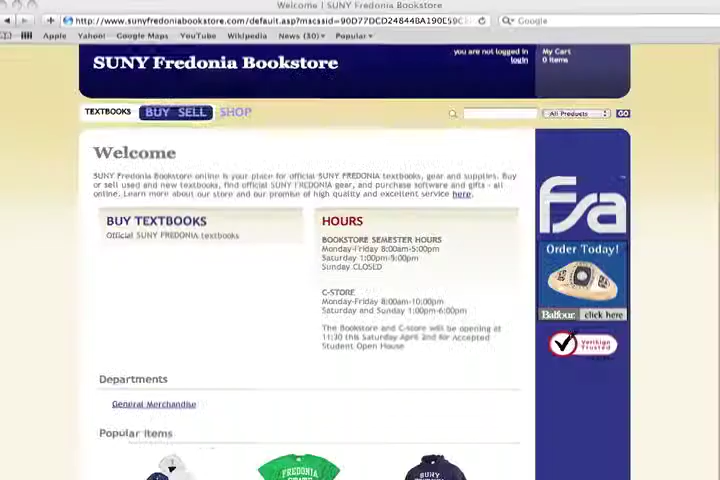 Welcome | SUNY Fredonia Bookstore
Google
Apple Yahoo! Google Maps YouTube Wikipedia News (30) Popular
SUNY Fredonia Bookstore
you are not logged in
login
My Cart
0 Items
TEXTBOOKS BUY SELL SHOP
All Products
GO
Welcome
SUNY Fredonia Bookstore online is your place for official SUNY FREDONIA textbooks, gear and supplies. Buy
or sell used and new textbooks, find official SUNY FREDONIA gear, and purchase software and gifts - all
online. Learn more about our store and our promise of high quality and excellent service here.
BUY TEXTBOOKS
Official SUNY FREDONIA textbooks
HOURS
BOOKSTORE SEMESTER HOURS
Monday-Friday 8:00am-5:00pm
Saturday 1:00pm-5:00pm
Sunday CLOSED
C-STORE
Monday-Friday 8:00am-10:00pm
Saturday and Sunday 1:00pm-6:00pm
The Bookstore and C-store will be opening at
11:30 this Saturday April 2nd for Accepted
Student Open House
fsa
Order Today!
Balfour click here
VeriSign
Trusted
Departments
General Merchandise
Popular Items
FREDONIA
SUNY